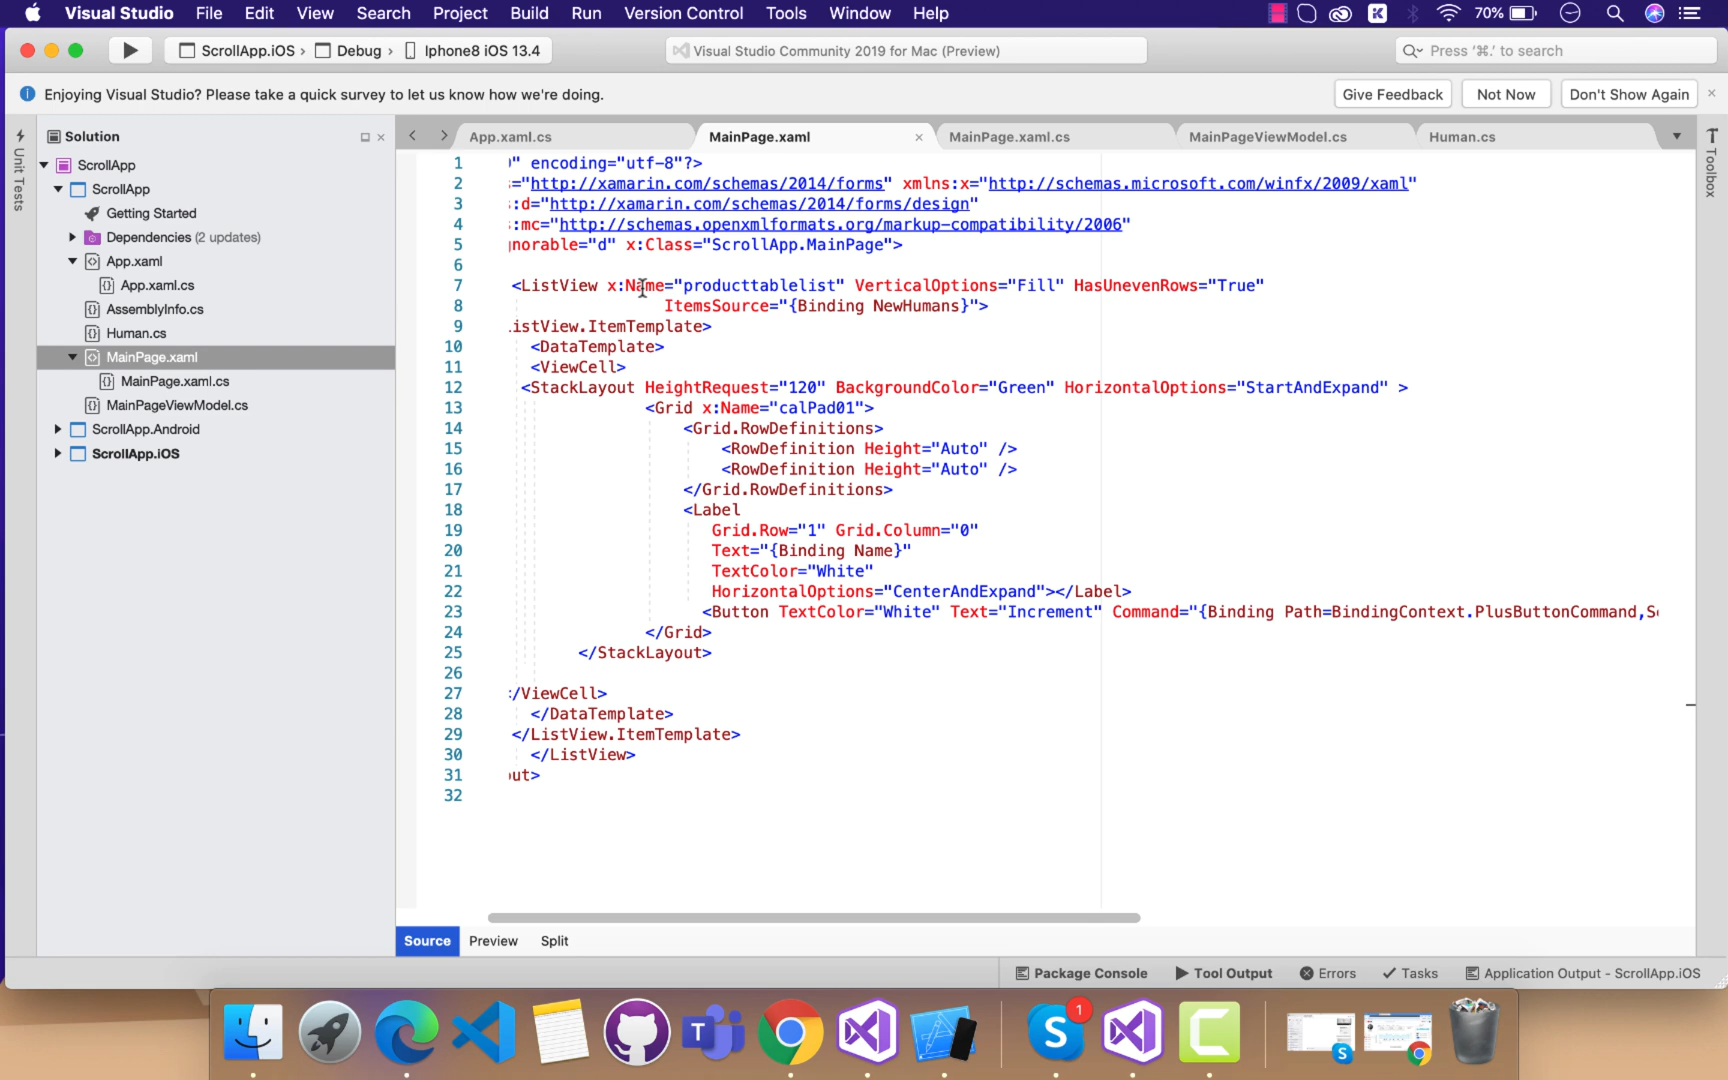 Visual Studio File Edit View Search Project Build Run Version Control Tools Window Help 70%
ScrollApp.iOS › Debug › Iphone8 iOS 13.4 Visual Studio Community 2019 for Mac (Preview) Press ‘⌘.’ to search
Enjoying Visual Studio? Please take a quick survey to let us know how we're doing. Give Feedback Not Now Don't Show Again
Unit Tests
Solution
ScrollApp
ScrollApp
Getting Started
Dependencies (2 updates)
App.xaml
App.xaml.cs
AssemblyInfo.cs
Human.cs
MainPage.xaml
MainPage.xaml.cs
MainPageViewModel.cs
ScrollApp.Android
ScrollApp.iOS
App.xaml.cs MainPage.xaml MainPage.xaml.cs MainPageViewModel.cs Human.cs
Toolbox
1 " encoding="utf-8"?>
2 ="http://xamarin.com/schemas/2014/forms" xmlns:x="http://schemas.microsoft.com/winfx/2009/xaml"
3 :d="http://xamarin.com/schemas/2014/forms/design"
4 :mc="http://schemas.openxmlformats.org/markup-compatibility/2006"
5 norable="d" x:Class="ScrollApp.MainPage">
6
7 <ListView x:Name="producttablelist" VerticalOptions="Fill" HasUnevenRows="True"
8 ItemsSource="{Binding NewHumans}">
9 istView.ItemTemplate>
10 <DataTemplate>
11 <ViewCell>
12 <StackLayout HeightRequest="120" BackgroundColor="Green" HorizontalOptions="StartAndExpand" >
13 <Grid x:Name="calPad01">
14 <Grid.RowDefinitions>
15 <RowDefinition Height="Auto" />
16 <RowDefinition Height="Auto" />
17 </Grid.RowDefinitions>
18 <Label
19 Grid.Row="1" Grid.Column="0"
20 Text="{Binding Name}"
21 TextColor="White"
22 HorizontalOptions="CenterAndExpand"></Label>
23 <Button TextColor="White" Text="Increment" Command="{Binding Path=BindingContext.PlusButtonCommand,S
24 </Grid>
25 </StackLayout>
26
27 /ViewCell>
28 </DataTemplate>
29 </ListView.ItemTemplate>
30 </ListView>
31 out>
32
Source Preview Split
Package Console Tool Output Errors Tasks Application Output - ScrollApp.iOS
1